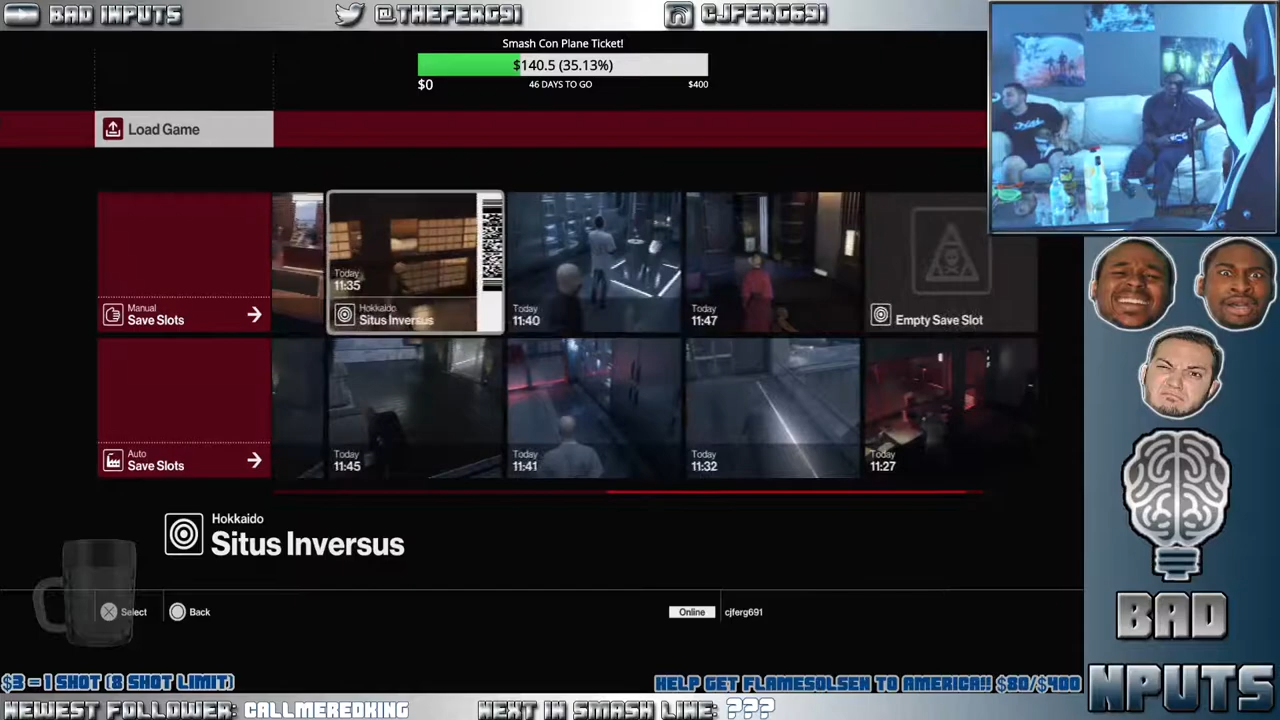 BAD INPUTS
@THEFERG91
CJFERG691
Smash Con Plane Ticket!
$140.5 (35.13%)
$0
46 DAYS TO GO
$400
Load Game
Manual
Save Slots
Today
11:35
Hokkaido
Situs Inversus
Today
11:40
Today
11:47
Empty Save Slot
Auto
Save Slots
Today
11:45
Today
11:41
Today
11:32
Today
11:27
Hokkaido
Situs Inversus
Select
Back
Online
cjferg691
BAD
NPUTS
$3 = 1 SHOT (8 SHOT LIMIT)
HELP GET FLAMESOLSEN TO AMERICA!! $80/$400
NEWEST FOLLOWER: CALLMEREDKING
NEXT IN SMASH LINE: ???